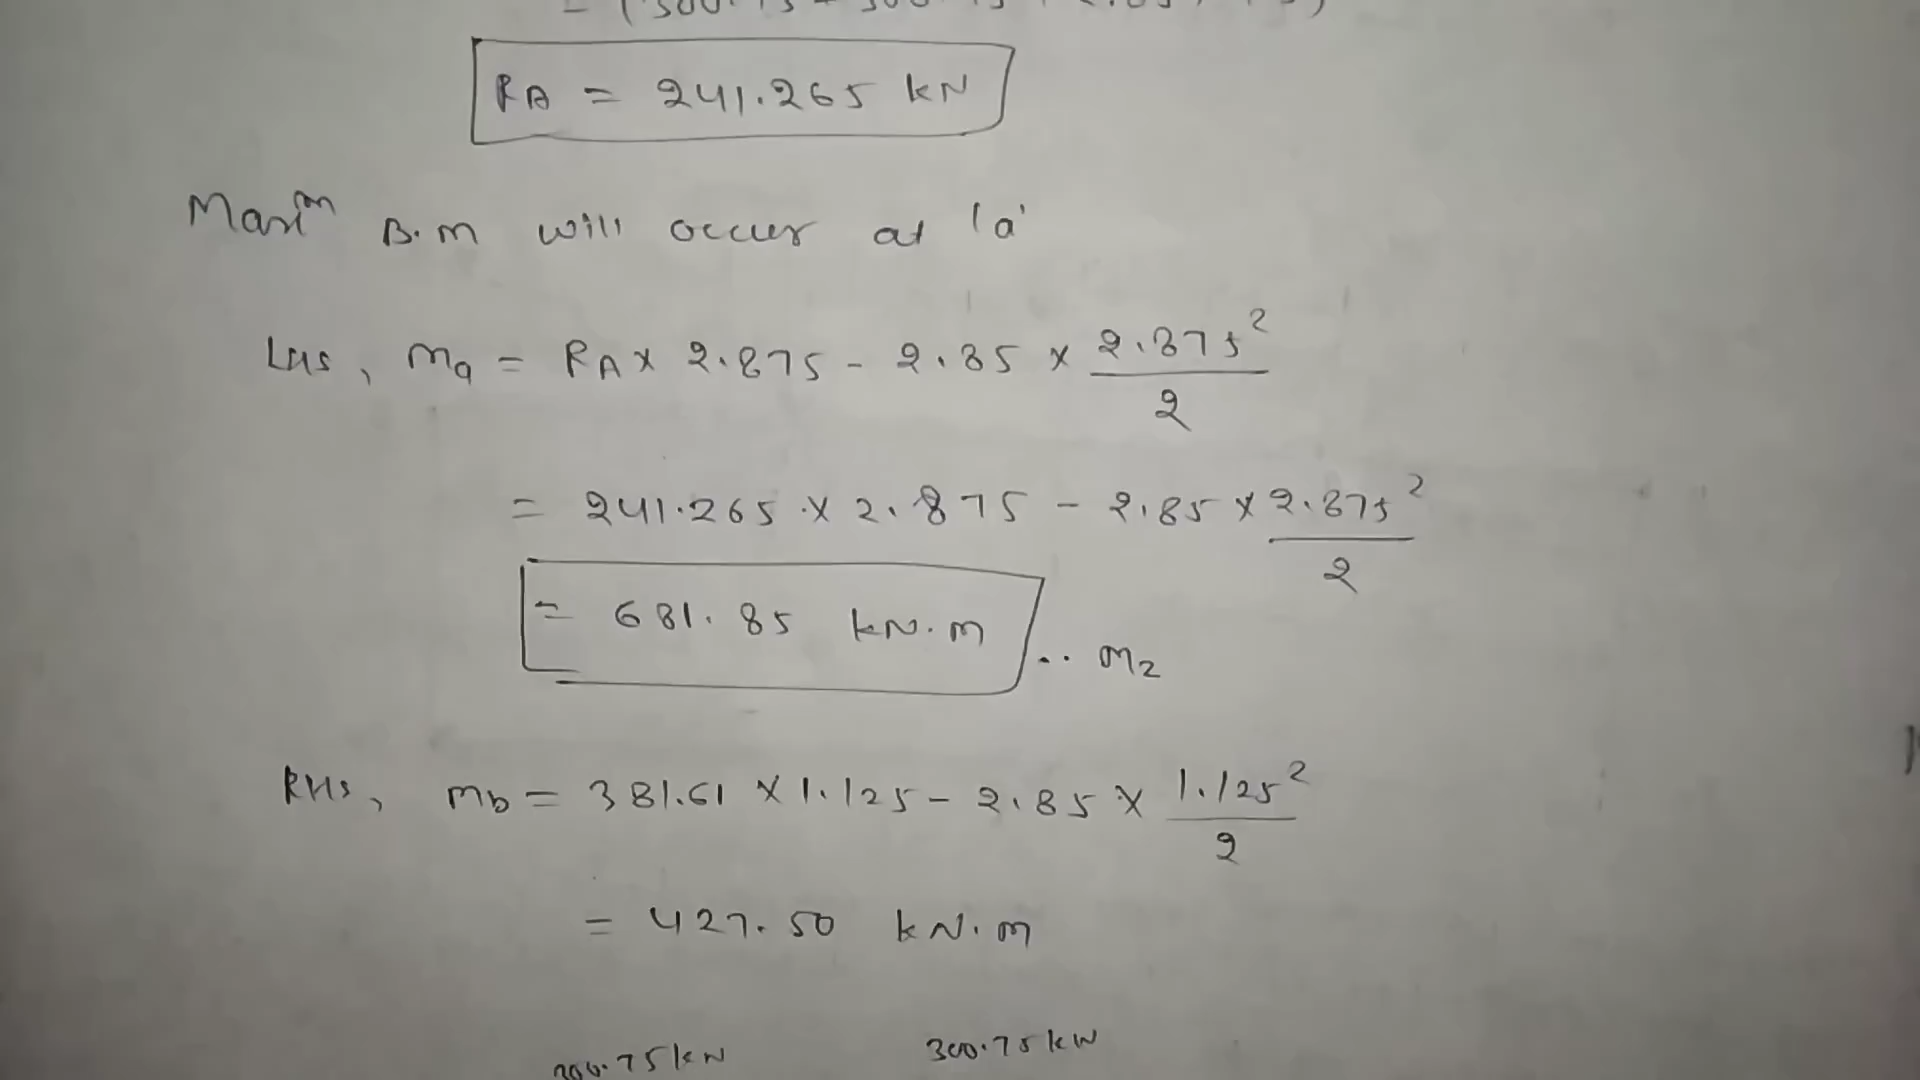 RA = 241.265 kN
Maxim B.M will occur at 'a'
LHS, Ma = RA x 2.875 - 2.85 x 2.875²/2
= 241.265 x 2.875 - 2.85 x 2.875²/2
= 681.85 kN.m .. M2
RHS, Mb = 381.61 x 1.125 - 2.85 x 1.125²/2
= 427.50 kN.m
300.75 kN